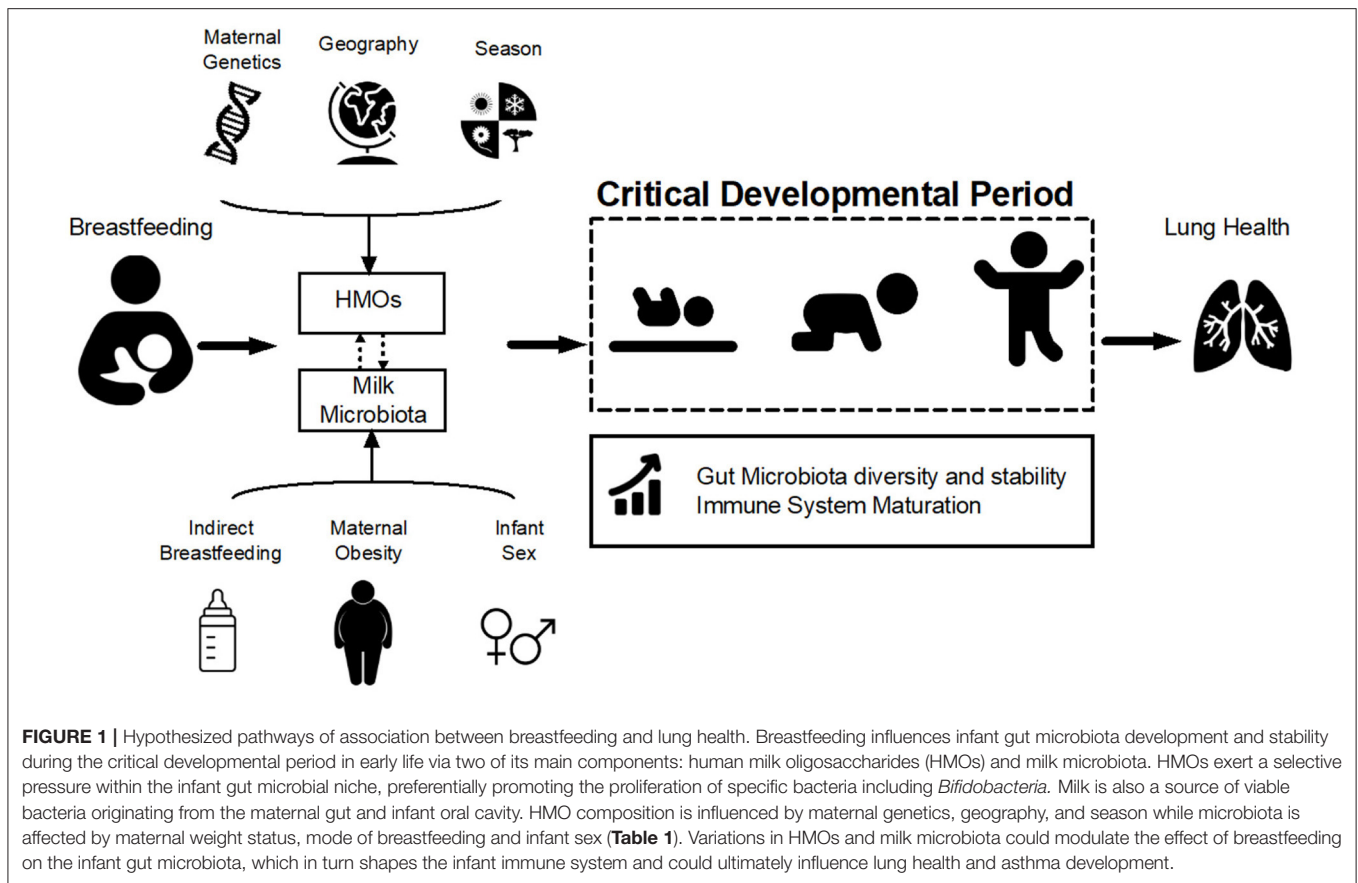 Maternal
Genetics
Geography
Season
Critical Developmental Period
Breastfeeding
Lung Health
HMOs
Milk
Microbiota
Gut Microbiota diversity and stability
Immune System Maturation
Indirect
Breastfeeding
Maternal
Obesity
Infant
Sex
FIGURE 1 | Hypothesized pathways of association between breastfeeding and lung health. Breastfeeding influences infant gut microbiota development and stability
during the critical developmental period in early life via two of its main components: human milk oligosaccharides (HMOs) and milk microbiota. HMOs exert a selective
pressure within the infant gut microbial niche, preferentially promoting the proliferation of specific bacteria including Bifidobacteria. Milk is also a source of viable
bacteria originating from the maternal gut and infant oral cavity. HMO composition is influenced by maternal genetics, geography, and season while microbiota is
affected by maternal weight status, mode of breastfeeding and infant sex (Table 1). Variations in HMOs and milk microbiota could modulate the effect of breastfeeding
on the infant gut microbiota, which in turn shapes the infant immune system and could ultimately influence lung health and asthma development.